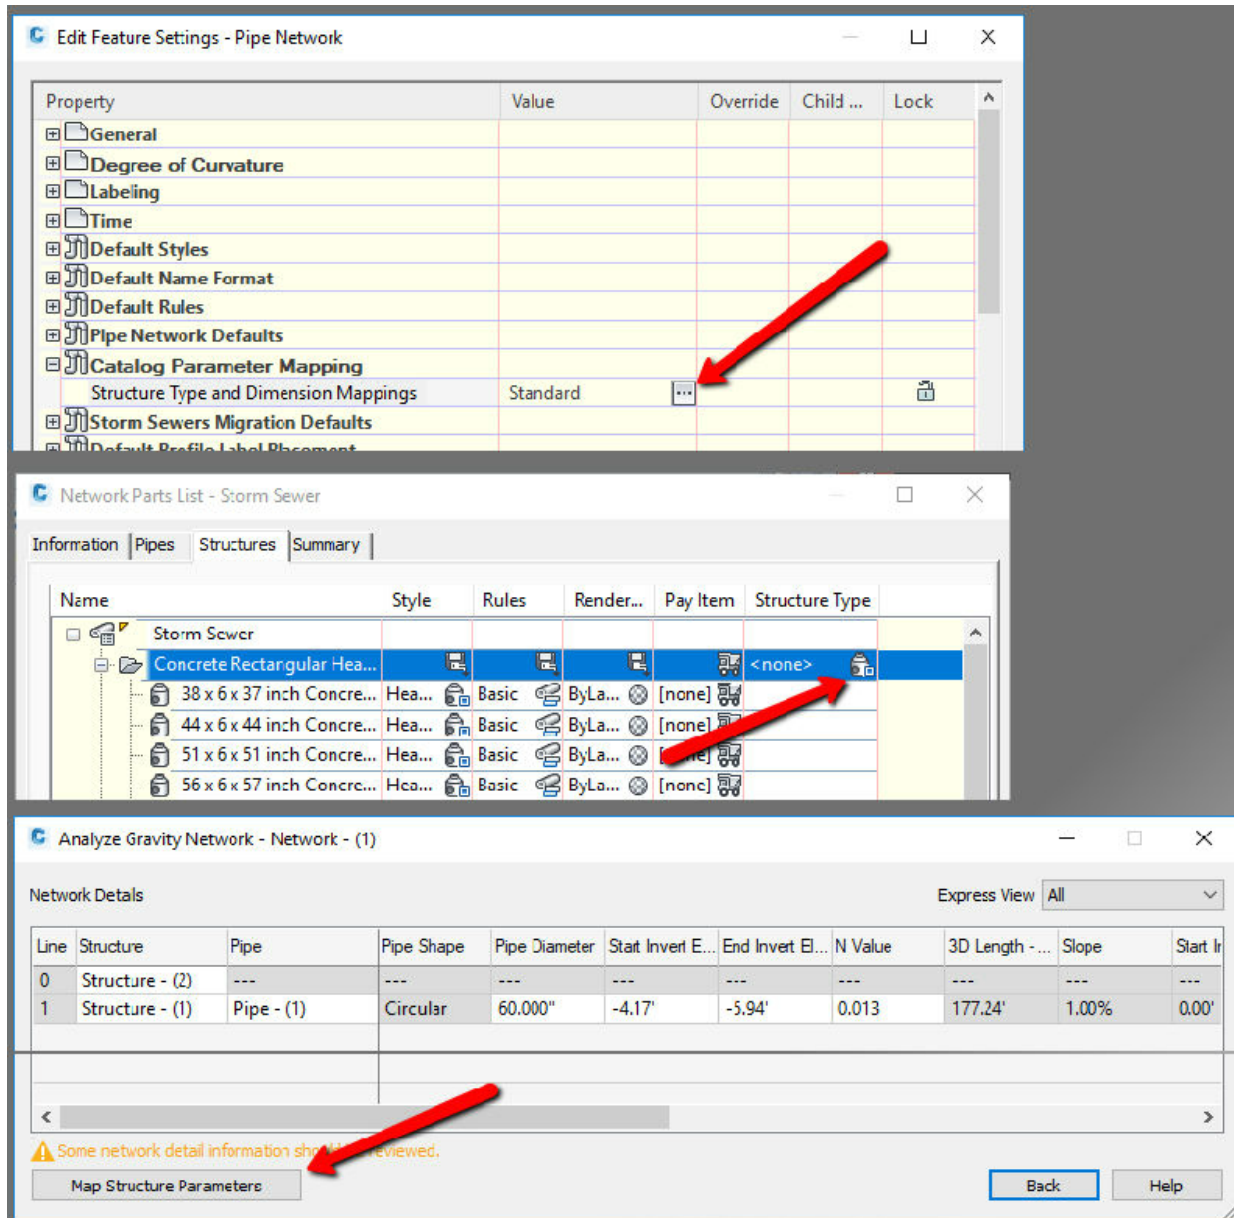 Edit Feature Settings - Pipe Network
Property Value Override Child ... Lock
General
Degree of Curvature
Labeling
Time
Default Styles
Default Name Format
Default Rules
Pipe Network Defaults
Catalog Parameter Mapping
Structure Type and Dimension Mappings Standard ...
Storm Sewers Migration Defaults
Default Profile Label Placement
Network Parts List - Storm Sewer
Information Pipes Structures Summary
Name Style Rules Render... Pay Item Structure Type
Storm Sewer
Concrete Rectangular Hea... <none>
38 x 6 x 37 inch Concre... Hea... Basic ByLa... [none]
44 x 6 x 44 inch Concre... Hea... Basic ByLa... [none]
51 x 6 x 51 inch Concre... Hea... Basic ByLa... [none]
56 x 6 x 57 inch Concre... Hea... Basic ByLa... [none]
Analyze Gravity Network - Network - (1)
Network Details Express View All
Line Structure Pipe Pipe Shape Pipe Diameter Start Invert E... End Invert El... N Value 3D Length - ... Slope Start Ir
0 Structure - (2) --- --- --- --- --- --- --- --- ---
1 Structure - (1) Pipe - (1) Circular 60.000" -4.17' -5.94' 0.013 177.24' 1.00% 0.00'
Some network detail information should reviewed.
Map Structure Parameters Back Help